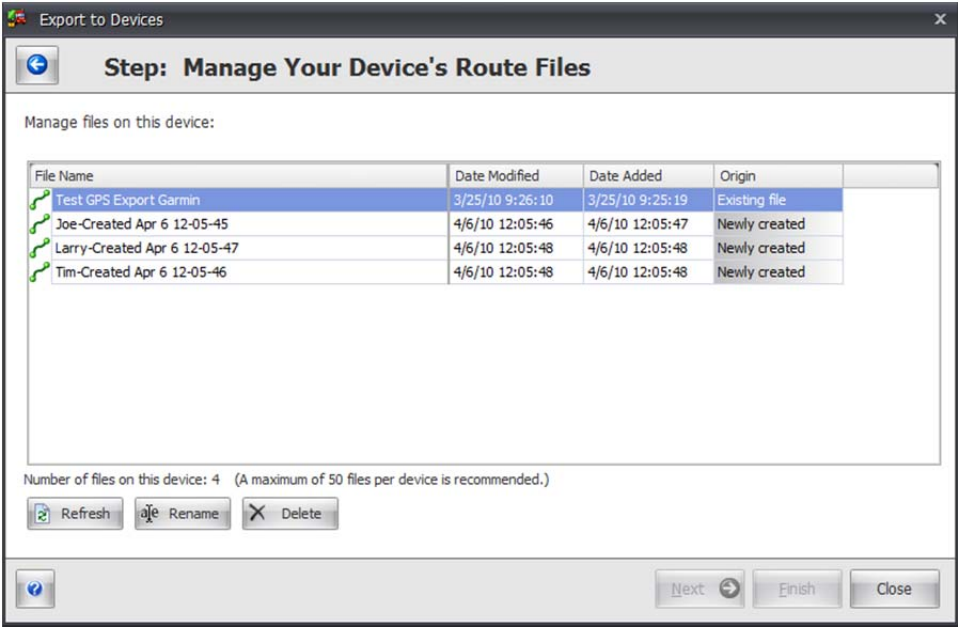 Export to Devices
Step: Manage Your Device's Route Files
Manage files on this device:
File Name Date Modified Date Added Origin
Test GPS Export Garmin 3/25/10 9:26:10 3/25/10 9:25:19 Existing file
Joe-Created Apr 6 12-05-45 4/6/10 12:05:46 4/6/10 12:05:47 Newly created
Larry-Created Apr 6 12-05-47 4/6/10 12:05:48 4/6/10 12:05:48 Newly created
Tim-Created Apr 6 12-05-46 4/6/10 12:05:48 4/6/10 12:05:48 Newly created
Number of files on this device: 4 (A maximum of 50 files per device is recommended.)
Refresh Rename Delete
Next Finish Close